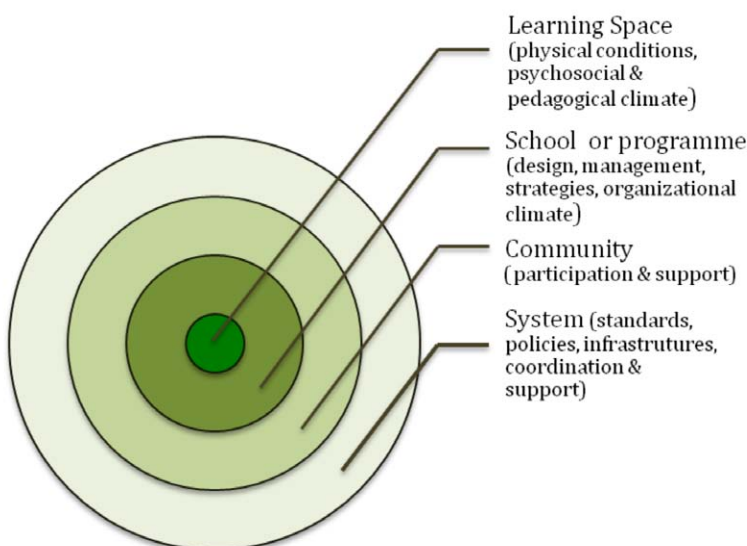 Learning Space
(physical conditions,
psychosocial &
pedagogical climate)
School or programme
(design, management,
strategies, organizational
climate)
Community
(participation & support)
System (standards,
policies, infrastrutures,
coordination &
support)